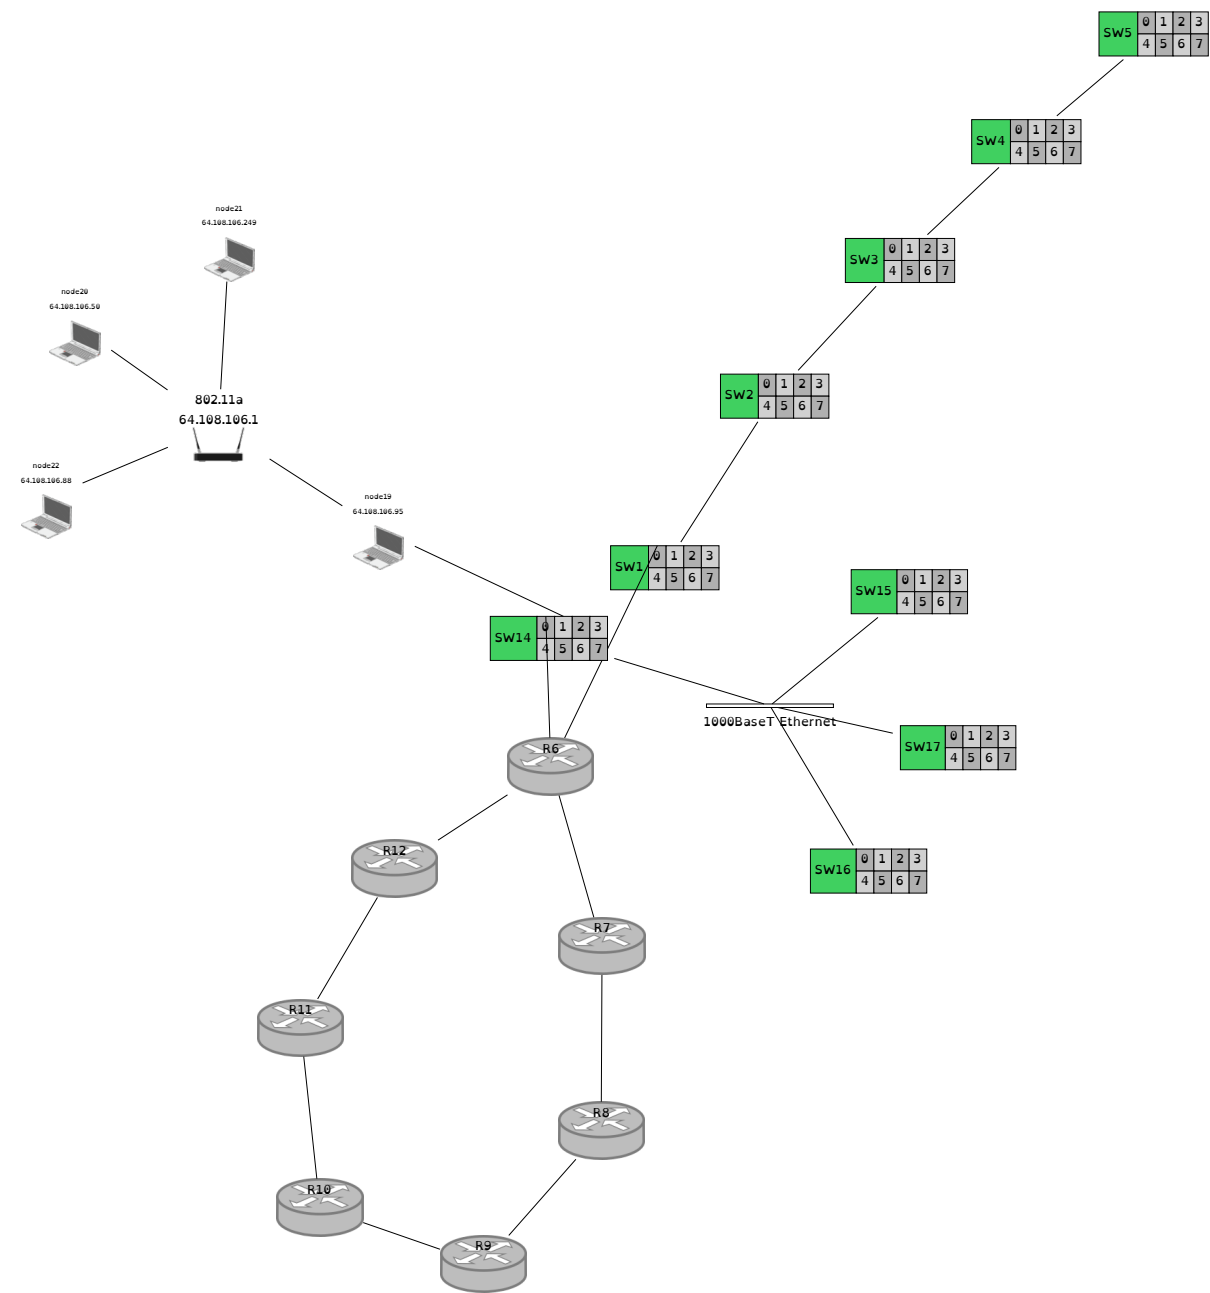 SW5
0 1 2 3
4 5 6 7
SW4
0 1 2 3
4 5 6 7
SW3
0 1 2 3
4 5 6 7
node21
64.108.106.249
node20
64.108.106.50
SW2
0 1 2 3
4 5 6 7
802.11a
64.108.106.1
node22
64.108.106.88
node19
64.108.106.95
SW1
0 1 2 3
4 5 6 7
SW15
0 1 2 3
4 5 6 7
SW14
0 1 2 3
4 5 6 7
1000BaseT Ethernet
SW17
0 1 2 3
4 5 6 7
R6
R12
SW16
0 1 2 3
4 5 6 7
R7
R11
R8
R10
R9